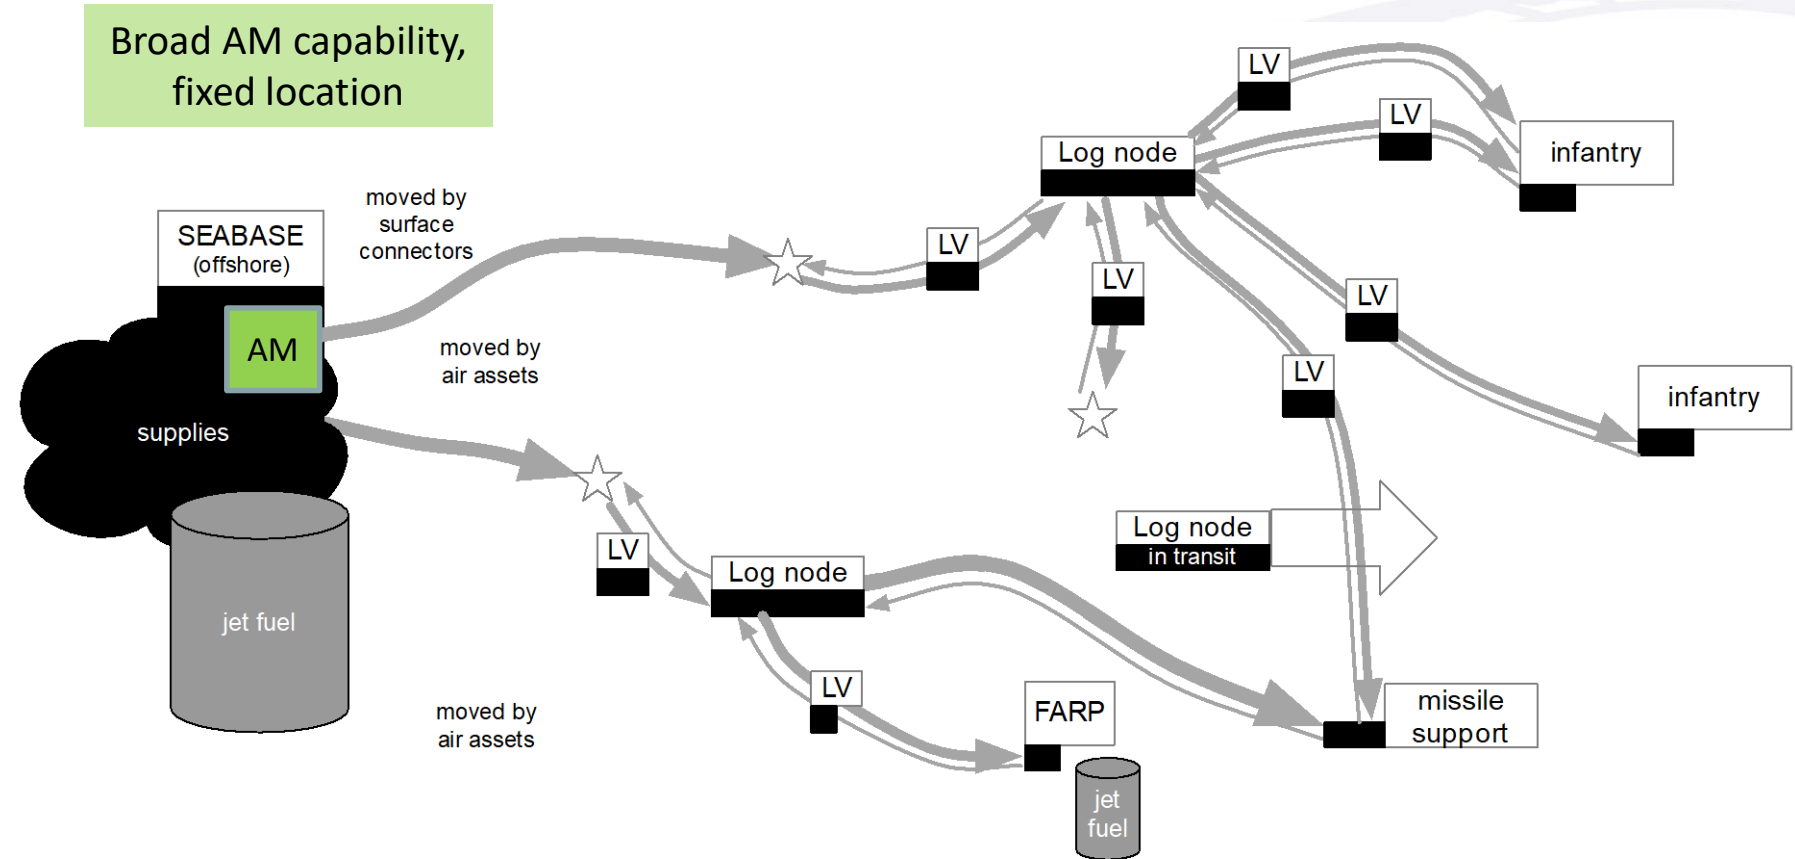 Broad AM capability,
fixed location
SEABASE
(offshore)
AM
supplies
jet fuel
moved by
surface
connectors
moved by
air assets
moved by
air assets
LV
Log node
LV
LV
LV
infantry
LV
LV
infantry
LV
Log node
in transit
LV
Log node
LV
FARP
jet
fuel
missile
support